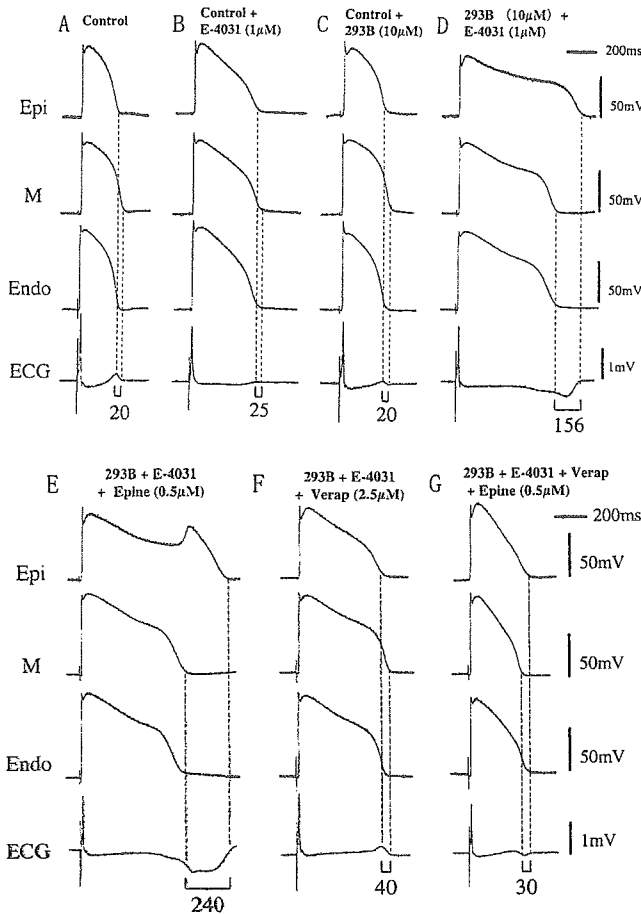 A Control
B Control +
E-4031 (1μM)
C Control +
293B (10μM)
D 293B (10μM) +
E-4031 (1μM)
200ms
Epi
50mV
M
50mV
Endo
50mV
ECG
1mV
20
25
20
156
E 293B + E-4031
+ Epine (0.5μM)
F 293B + E-4031
+ Verap (2.5μM)
G 293B + E-4031 + Verap
+ Epine (0.5μM)
200ms
Epi
50mV
M
50mV
Endo
50mV
ECG
1mV
240
40
30